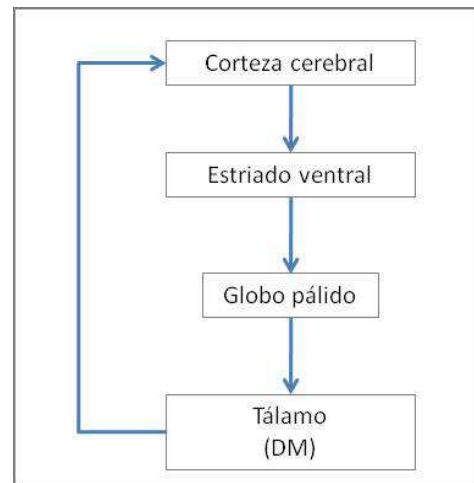 Corteza cerebral
Estriado ventral
Globo pálido
Tálamo
(DM)